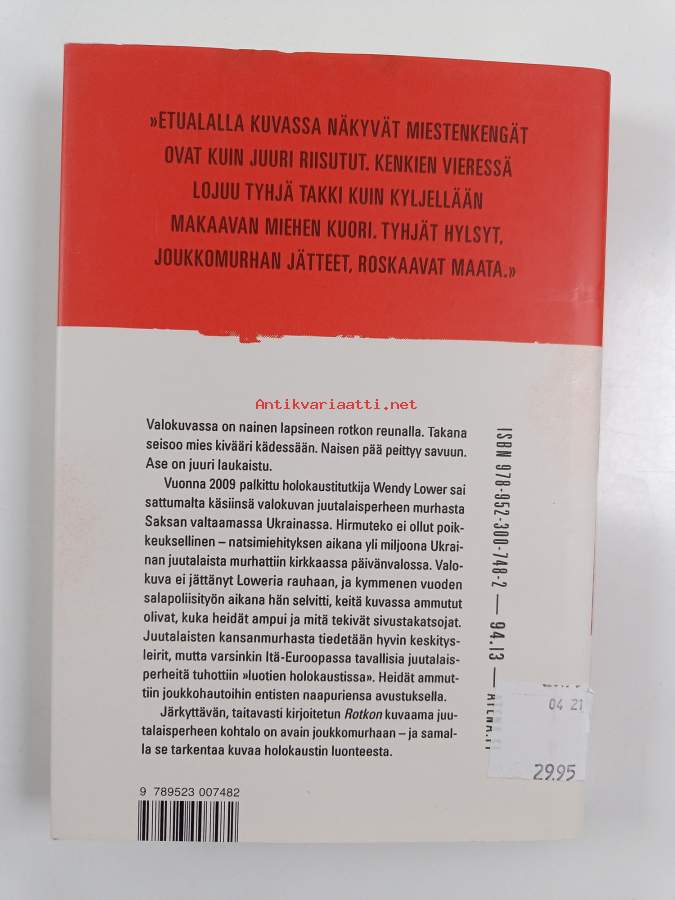 »ETUALALLA KUVASSA NÄKYVÄT MIESTENKENGÄT
OVAT KUIN JUURI RIISUTUT. KENKIEN VIERESSÄ
LOJUU TYHJÄ TAKKI KUIN KYLJELLÄÄN
MAKAAVAN MIEHEN KUORI. TYHJÄT HYLSYT,
JOUKKOMURHAN JÄTTEET, ROSKAAVAT MAATA.»
Antikvariaatti.net
Valokuvassa on nainen lapsineen rotkon reunalla. Takana
seisoo mies kivääri kädessään. Naisen pää peittyy savuun.
Ase on juuri laukaistu.
Vuonna 2009 palkittu holokaustitutkija Wendy Lower sai
sattumalta käsiinsä valokuvan juutalaisperheen murhasta
Saksan valtaamassa Ukrainassa. Hirmuteko ei ollut poik-
keuksellinen – natsimiehityksen aikana yli miljoona Ukrai-
nan juutalaista murhattiin kirkkaassa päivänvalossa. Valo-
kuva ei jättänyt Loweria rauhaan, ja kymmenen vuoden
salapoliisityön aikana hän selvitti, keitä kuvassa ammutut
olivat, kuka heidät ampui ja mitä tekivät sivustakatsojat.
Juutalaisten kansanmurhasta tiedetään hyvin keskitys-
leirit, mutta varsinkin Itä-Euroopassa tavallisia juutalais-
perheitä tuhottiin »luotien holokaustissa». Heidät ammut-
tiin joukkohautoihin entisten naapuriensa avustuksella.
Järkyttävän, taitavasti kirjoitetun Rotkon kuvaama juu-
talaisperheen kohtalo on avain joukkomurhaan – ja samal-
la se tarkentaa kuvaa holokaustin luonteesta.
ISBN 978-952-300-748-2 — 94.13 —
04 21
29.95
9 789523 007482